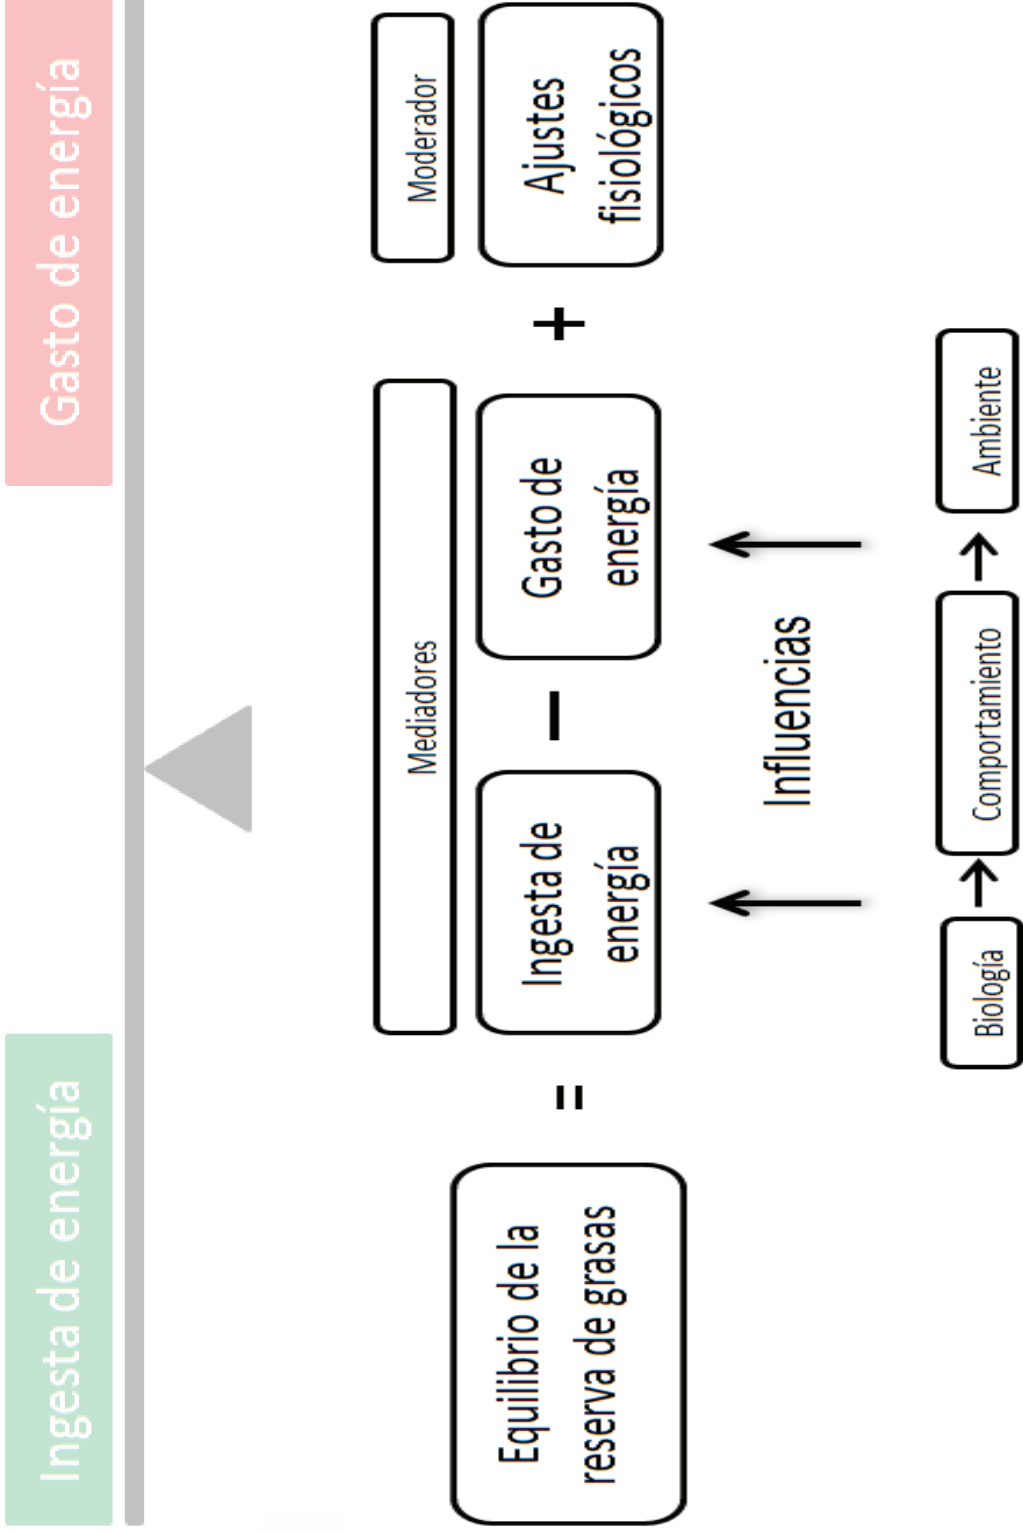 Ingesta de energía
Gasto de energía
Mediadores
Moderador
Equilibrio de la
reserva de grasas
=
Ingesta de
energía
−
Gasto de
energía
+
Ajustes
fisiológicos
Influencias
Biología
Comportamiento
Ambiente